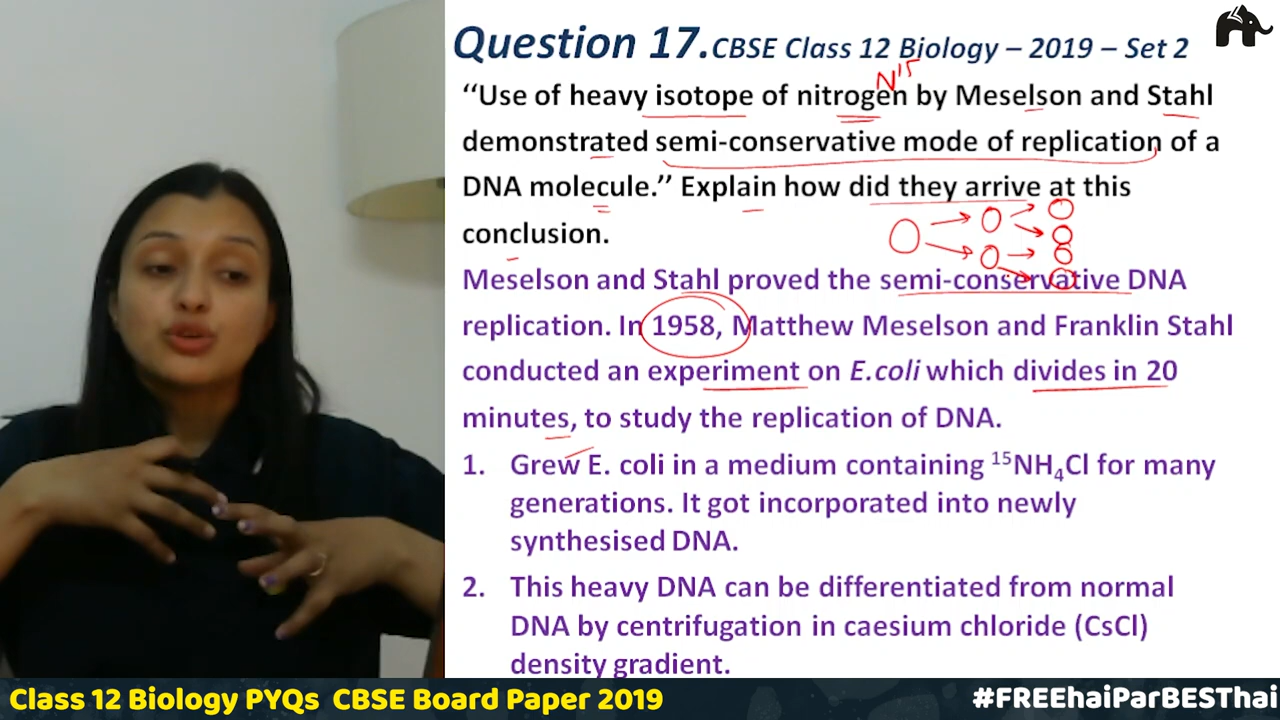 Question 17.CBSE Class 12 Biology – 2019 – Set 2
N15
“Use of heavy isotope of nitrogen by Meselson and Stahl
demonstrated semi-conservative mode of replication of a
DNA molecule.” Explain how did they arrive at this
conclusion.
Meselson and Stahl proved the semi-conservative DNA
replication. In 1958, Matthew Meselson and Franklin Stahl
conducted an experiment on E.coli which divides in 20
minutes, to study the replication of DNA.
1. Grew E. coli in a medium containing ¹⁵NH₄Cl for many
generations. It got incorporated into newly
synthesised DNA.
2. This heavy DNA can be differentiated from normal
DNA by centrifugation in caesium chloride (CsCl)
density gradient.
Class 12 Biology PYQs CBSE Board Paper 2019
#FREEhaiParBESThai